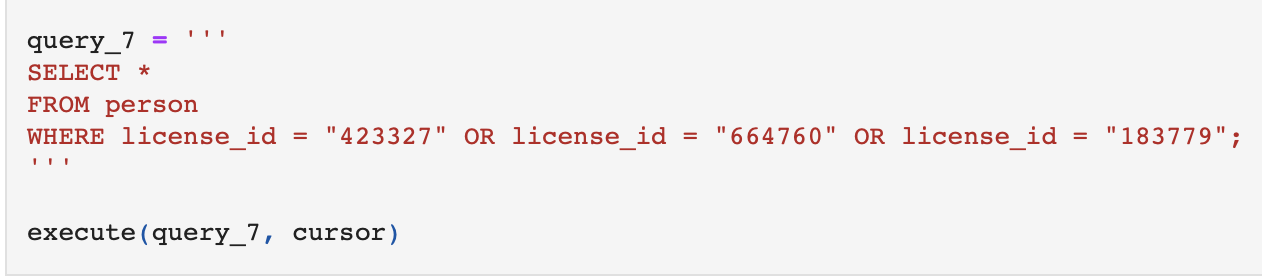 query_7 = '''
SELECT *
FROM person
WHERE license_id = "423327" OR license_id = "664760" OR license_id = "183779";
'''
execute(query_7, cursor)